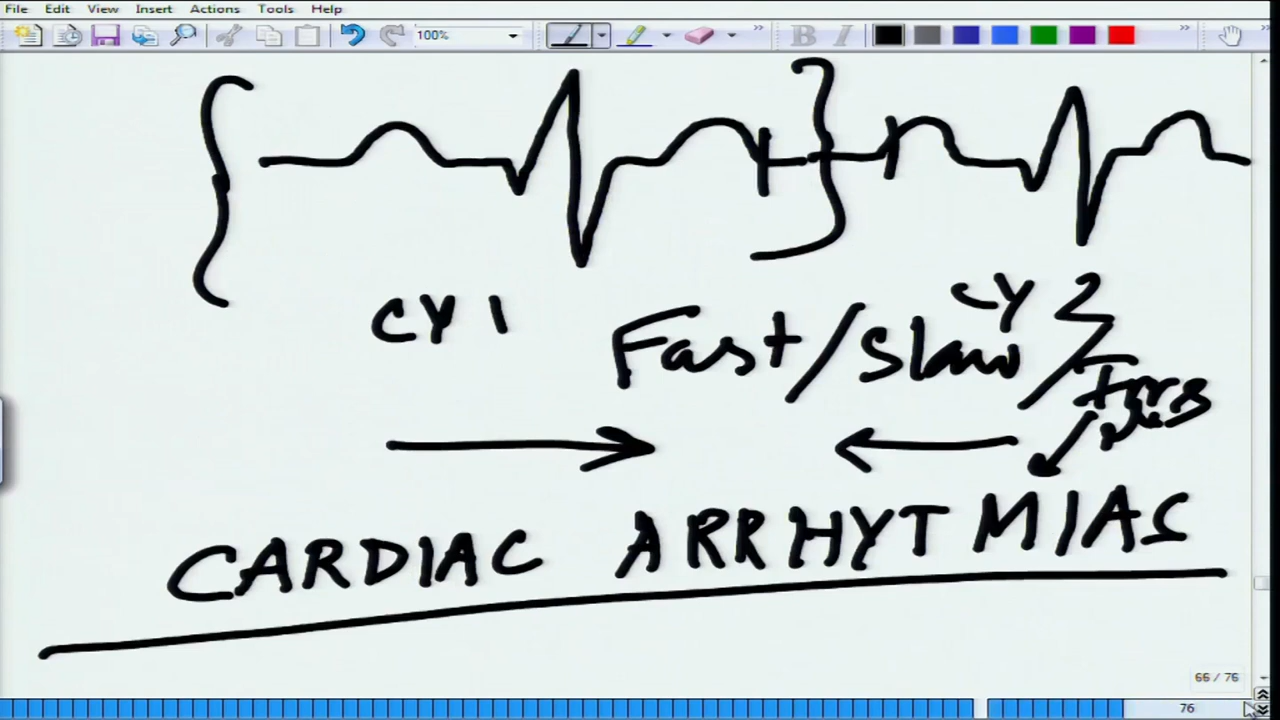 File Edit View Insert Actions Tools Help
100%
B I
CY 1
CY 2
Fast/Slow/
CARDIAC ARRHYTMIAS
66 / 76
76